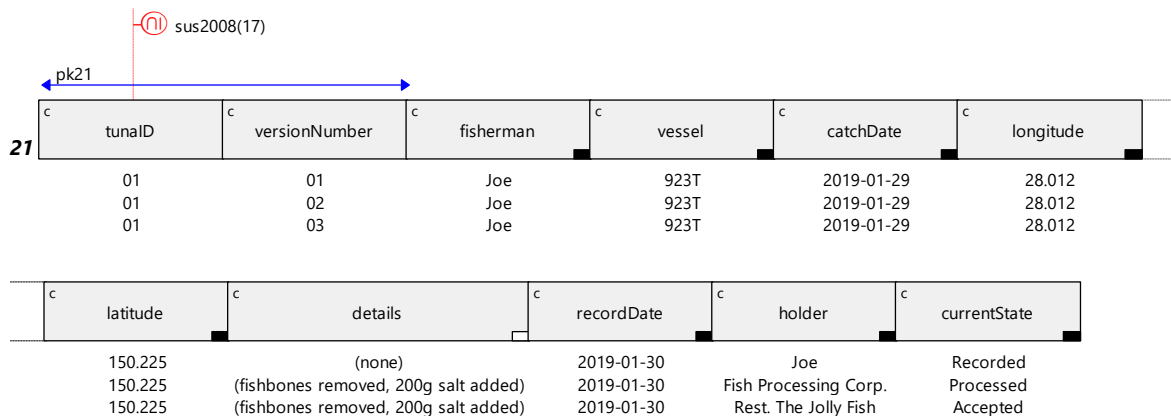 sus2008(17)
pk21
c c c c c c
tunaID versionNumber fisherman vessel catchDate longitude
21
01 01 Joe 923T 2019-01-29 28.012
01 02 Joe 923T 2019-01-29 28.012
01 03 Joe 923T 2019-01-29 28.012
c c c c c
latitude details recordDate holder currentState
150.225 (none) 2019-01-30 Joe Recorded
150.225 (fishbones removed, 200g salt added) 2019-01-30 Fish Processing Corp. Processed
150.225 (fishbones removed, 200g salt added) 2019-01-30 Rest. The Jolly Fish Accepted